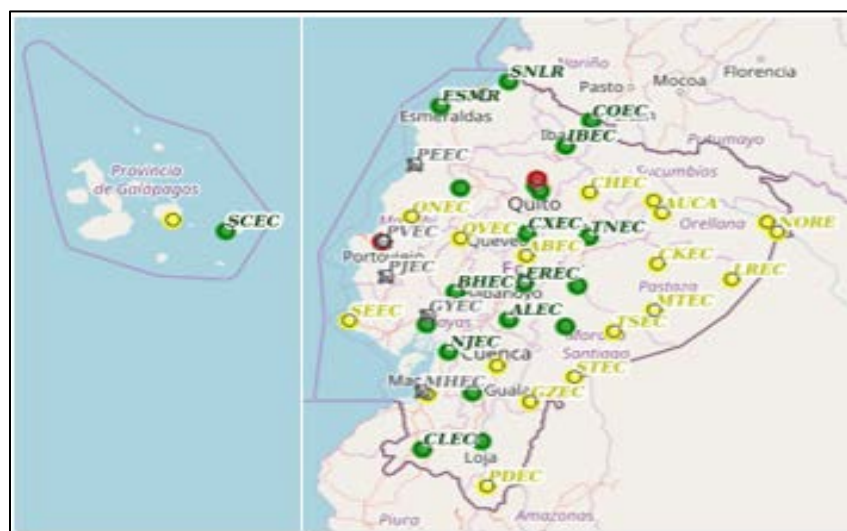 Nariño
Florencia
SNLR
Pasto
Mocoa
ESMR
Esmeraldas
COEC
Putumayo
IBEC
PEEC
Sucumbíos
Provincia
de Galápagos
CHEC
Quito
AUCA
ONEC
Orellana
NORE
SCEC
PVEC
QVEC
CXEC
TNEC
Quevedo
Portoviejo
ABEC
CKEC
PJEC
LREC
BHEC
EREC
Pastaza
Babahoyo
MTEC
SEEC
GYEC
ALEC
TSEC
Morona
Santiago
NJEC
Cuenca
STEC
MHEC
GZEC
CLEC
Loja
PDEC
Piura
Amazonas